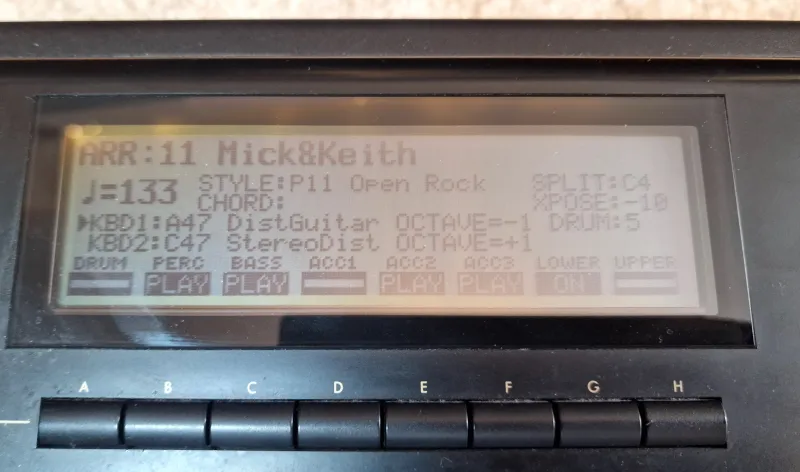 ARR:11 Mick&Keith
♩=133 STYLE:P11 Open Rock SPLIT:C4
CHORD: XPOSE:-10
▶KBD1:A47 DistGuitar OCTAVE=-1 DRUM:5
KBD2:C47 StereoDist OCTAVE=+1
DRUM PERC BASS ACC1 ACC2 ACC3 LOWER UPPER
PLAY PLAY PLAY PLAY ON
A B C D E F G H